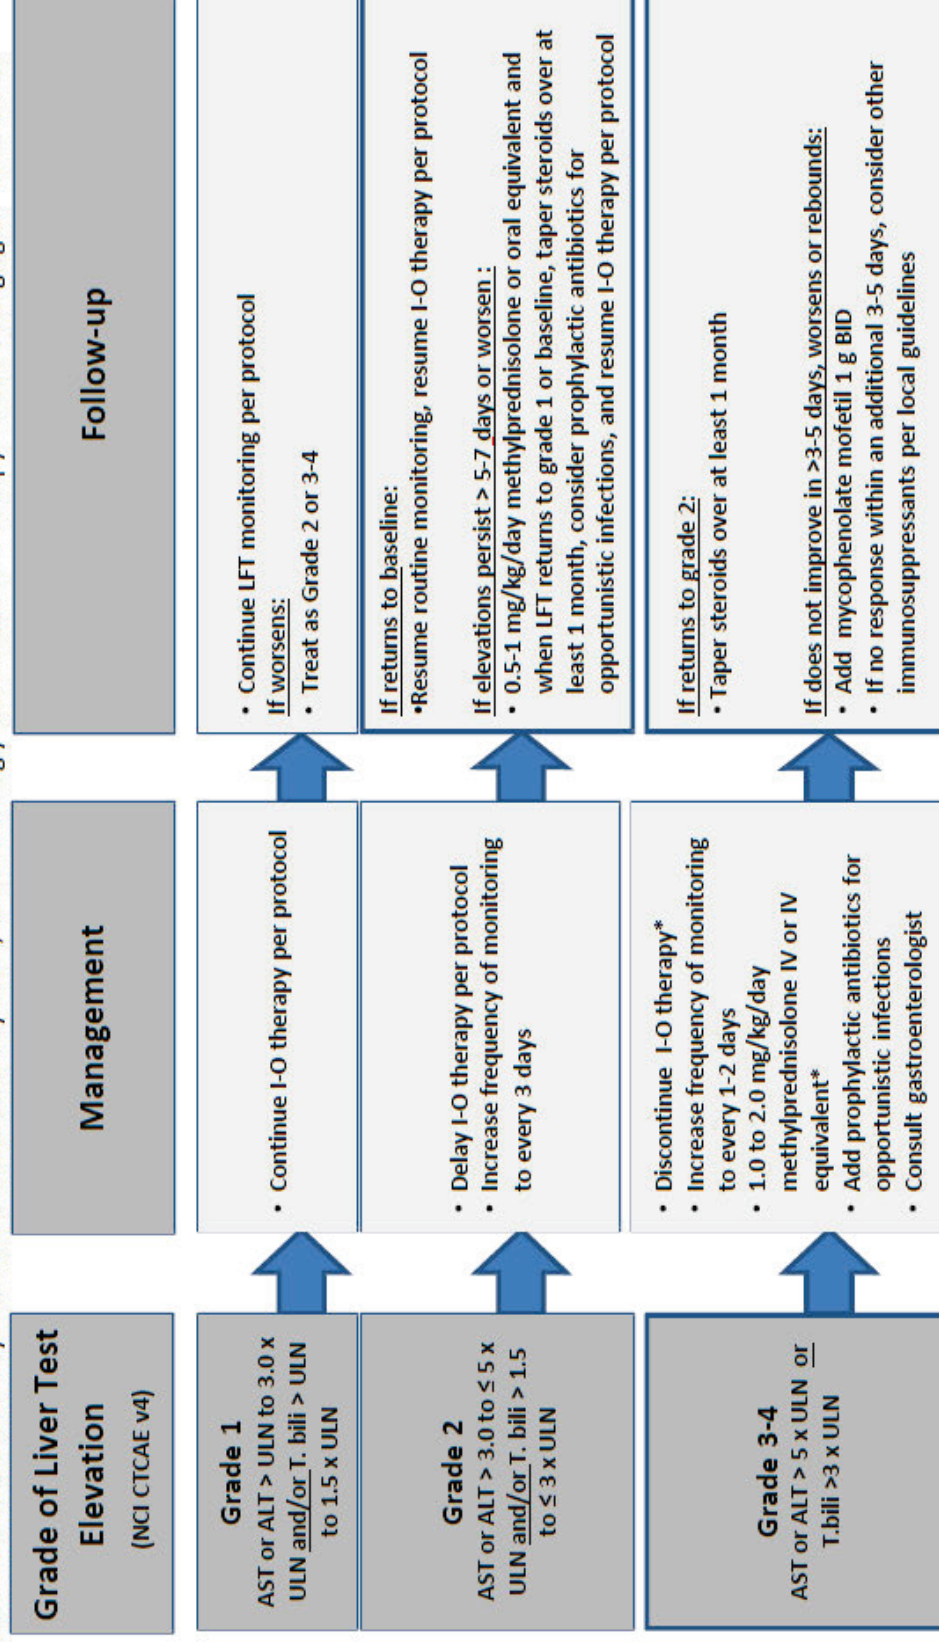 Grade of Liver Test
Elevation
(NCI CTCAE v4)
Management
Follow-up
Grade 1
AST or ALT > ULN to 3.0 x
ULN and/or T. bili > ULN
to 1.5 x ULN
• Continue I-O therapy per protocol
• Continue LFT monitoring per protocol
If worsens:
• Treat as Grade 2 or 3-4
Grade 2
AST or ALT > 3.0 to ≤ 5 x
ULN and/or T. bili > 1.5
to ≤ 3 x ULN
• Delay I-O therapy per protocol
• Increase frequency of monitoring
to every 3 days
If returns to baseline:
•Resume routine monitoring, resume I-O therapy per protocol
If elevations persist > 5-7 days or worsen :
• 0.5-1 mg/kg/day methylprednisolone or oral equivalent and
when LFT returns to grade 1 or baseline, taper steroids over at
least 1 month, consider prophylactic antibiotics for
opportunistic infections, and resume I-O therapy per protocol
Grade 3-4
AST or ALT > 5 x ULN or
T.bili >3 x ULN
• Discontinue I-O therapy*
• Increase frequency of monitoring
to every 1-2 days
• 1.0 to 2.0 mg/kg/day
methylprednisolone IV or IV
equivalent*
• Add prophylactic antibiotics for
opportunistic infections
• Consult gastroenterologist
If returns to grade 2:
• Taper steroids over at least 1 month
If does not improve in >3-5 days, worsens or rebounds:
• Add mycophenolate mofetil 1 g BID
• If no response within an additional 3-5 days, consider other
immunosuppressants per local guidelines